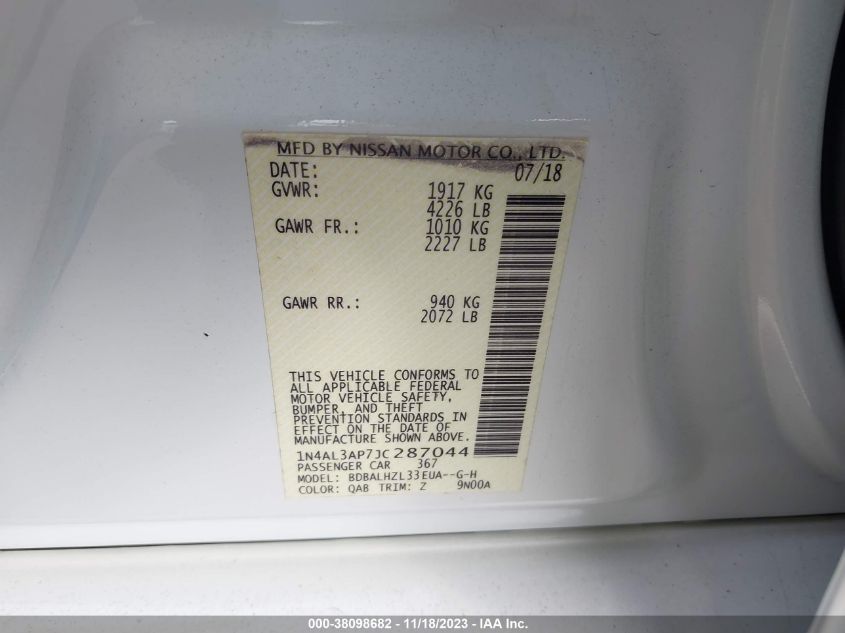 MFD BY NISSAN MOTOR CO., LTD.
DATE: 07/18
GVWR: 1917 KG
4226 LB
GAWR FR.: 1010 KG
2227 LB
GAWR RR.: 940 KG
2072 LB
THIS VEHICLE CONFORMS TO
ALL APPLICABLE FEDERAL
MOTOR VEHICLE SAFETY,
BUMPER, AND THEFT
PREVENTION STANDARDS IN
EFFECT ON THE DATE OF
MANUFACTURE SHOWN ABOVE.
1N4AL3AP7JC287044
PASSENGER CAR 367
MODEL: BDBALHZL33EUA--G-H
COLOR: QAB TRIM: Z 9N00A
000-38098682 - 11/18/2023 - IAA Inc.